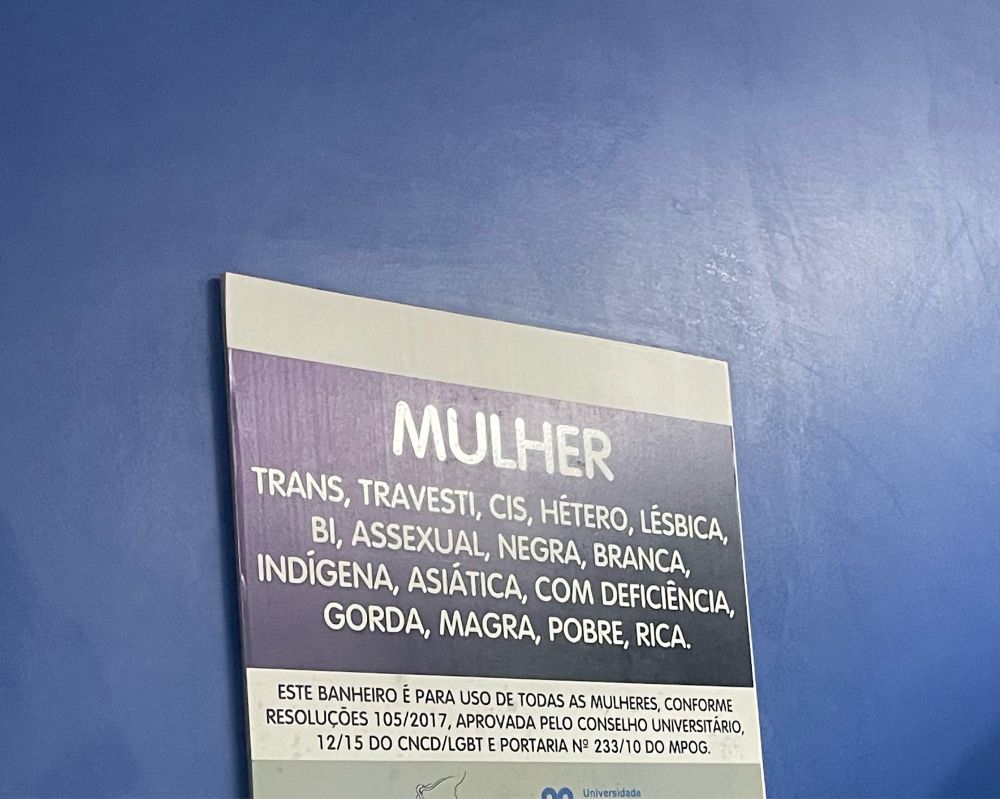 MULHER
TRANS, TRAVESTI, CIS, HÉTERO, LÉSBICA,
BI, ASSEXUAL, NEGRA, BRANCA,
INDÍGENA, ASIÁTICA, COM DEFICIÊNCIA,
GORDA, MAGRA, POBRE, RICA.
ESTE BANHEIRO É PARA USO DE TODAS AS MULHERES, CONFORME
RESOLUÇÕES 105/2017, APROVADA PELO CONSELHO UNIVERSITÁRIO,
12/15 DO CNCD/LGBT E PORTARIA Nº 233/10 DO MPOG.
Universidada